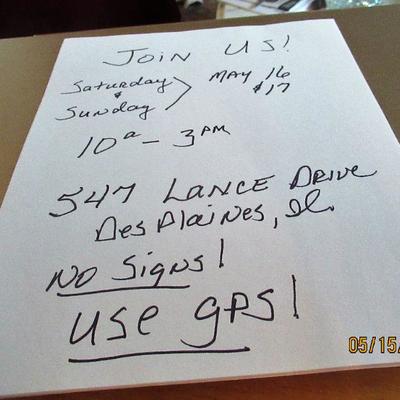 JOIN US!
Saturday & Sunday > MAY 16 & 17
10a - 3PM
547 LANCE DRIVE
Des Plaines, Il.
NO SIGNS!
USE GPS!
05/15